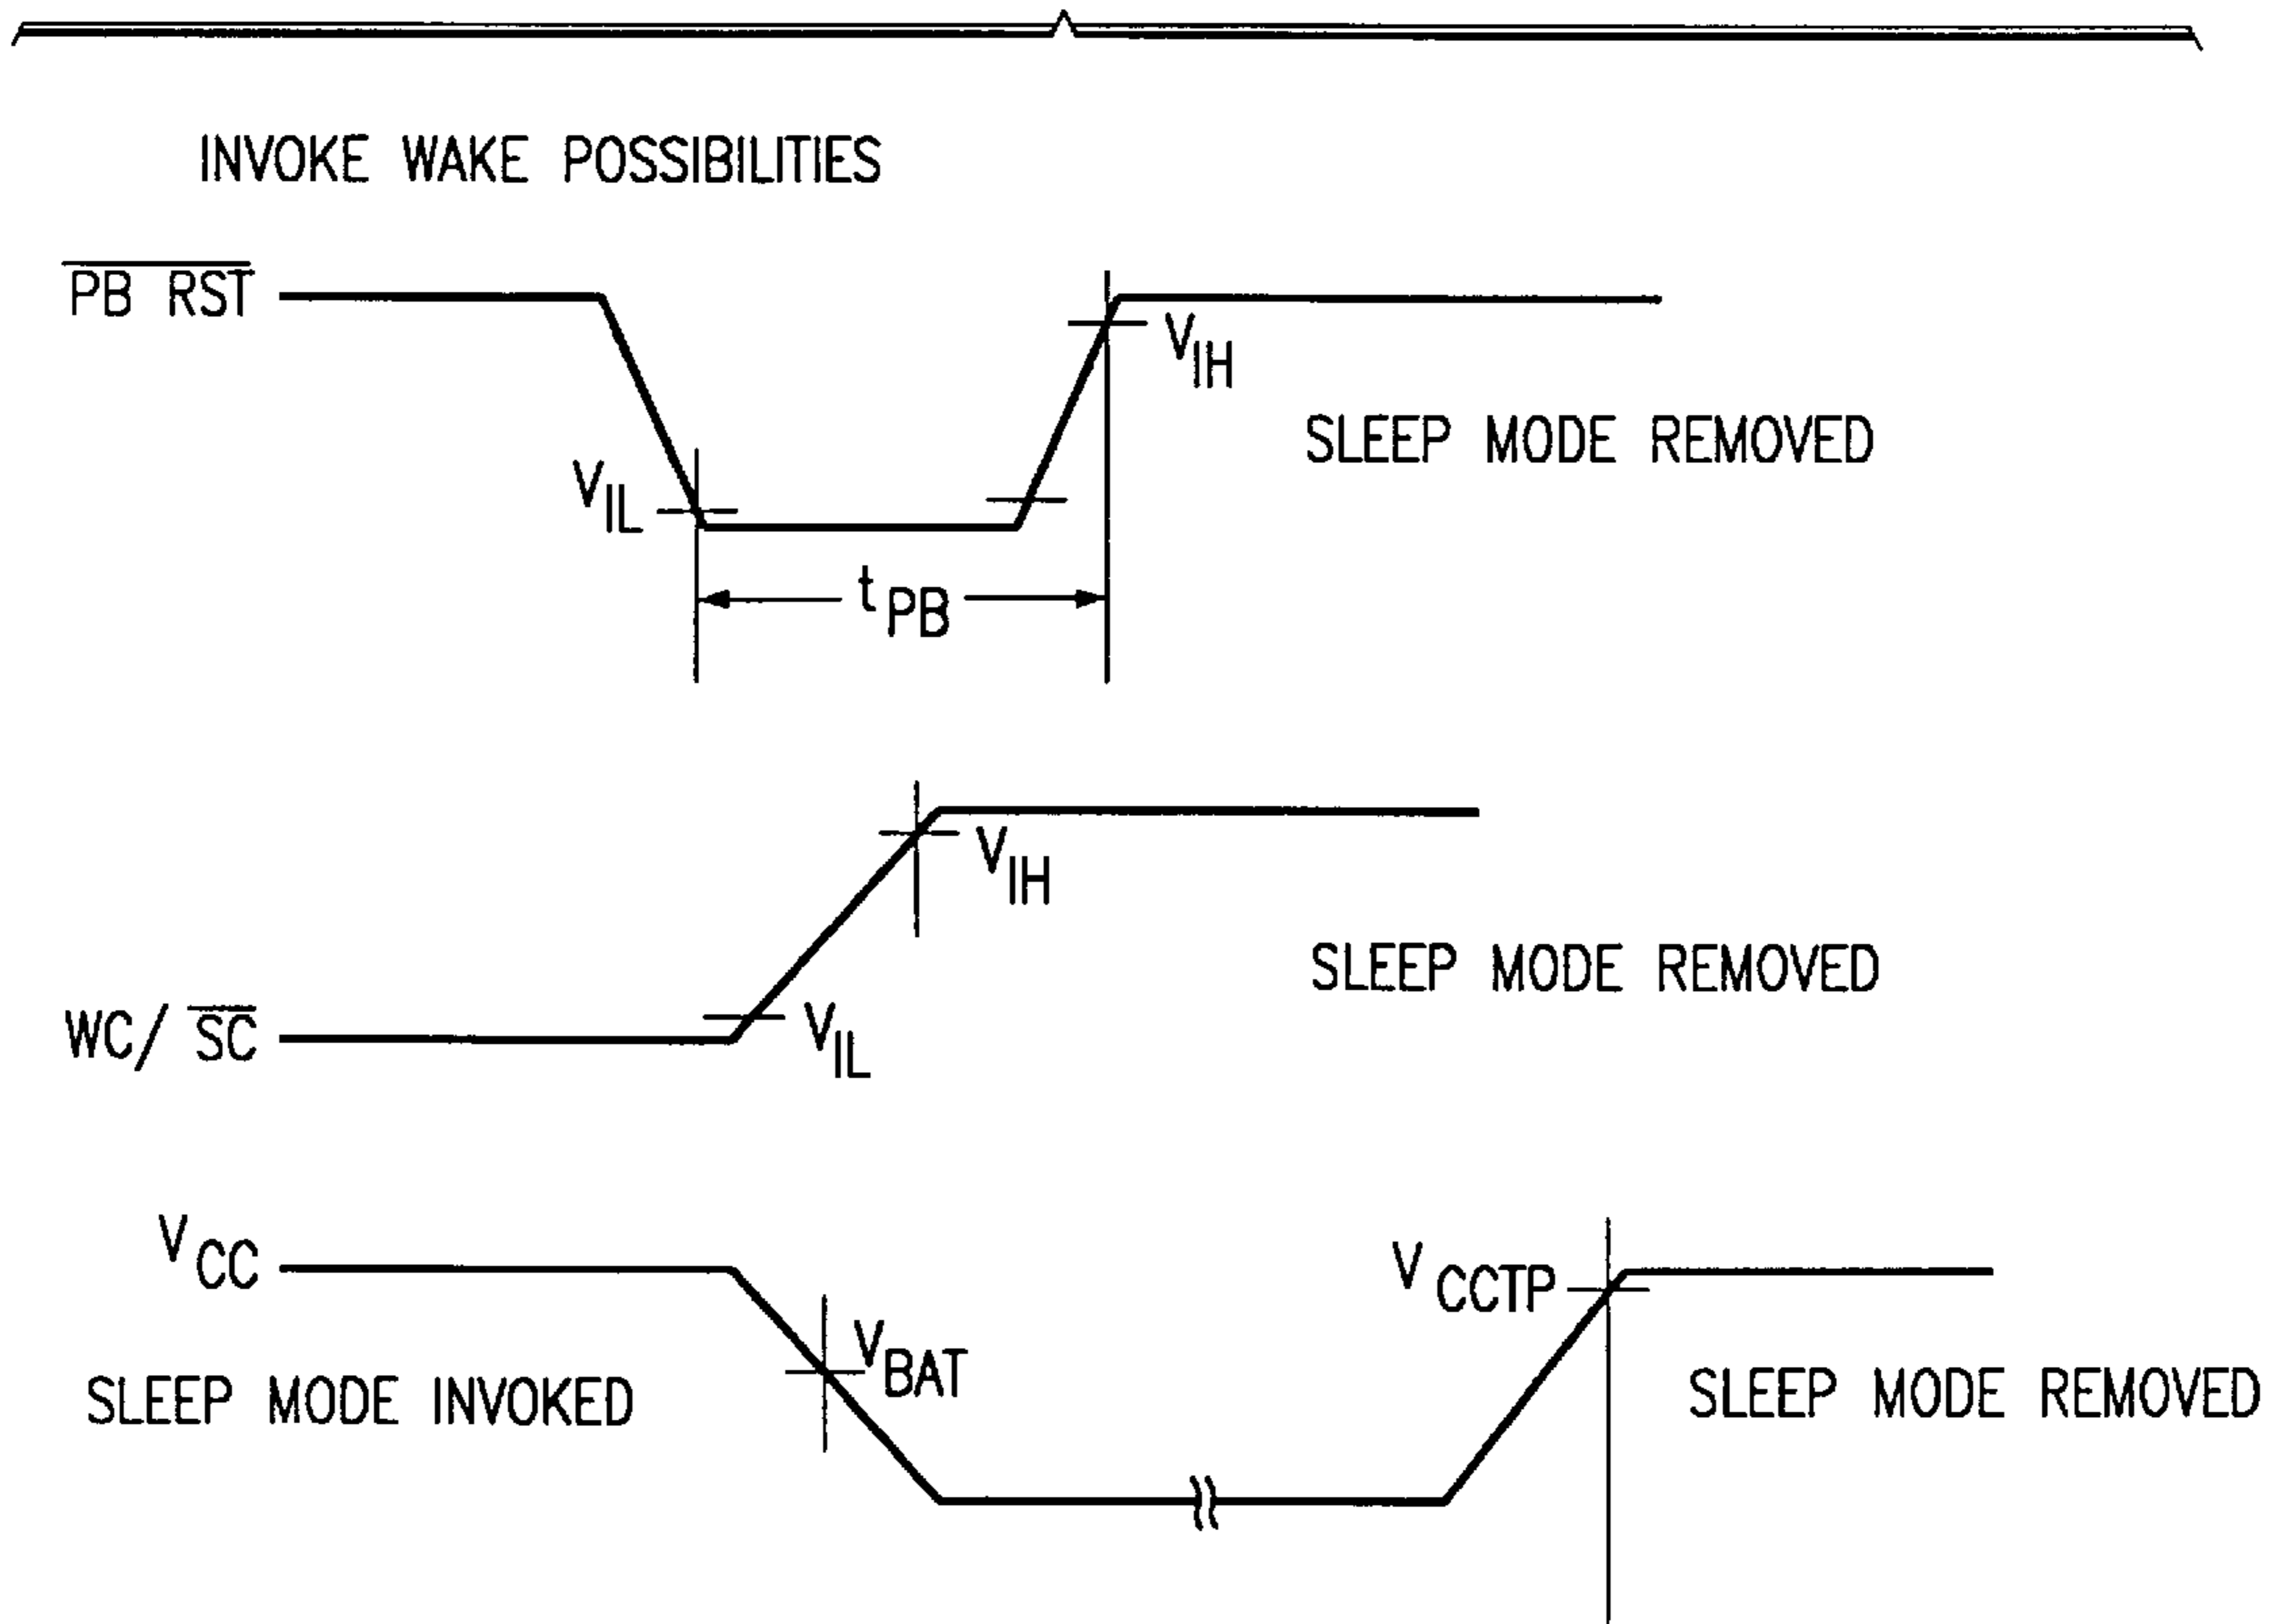 INVOKE WAKE POSSIBILITIES
PB RST
VIH
SLEEP MODE REMOVED
VIL
tPB
VIH
SLEEP MODE REMOVED
WC/ SC
VIL
VCC
VCCTP
VBAT
SLEEP MODE INVOKED
SLEEP MODE REMOVED